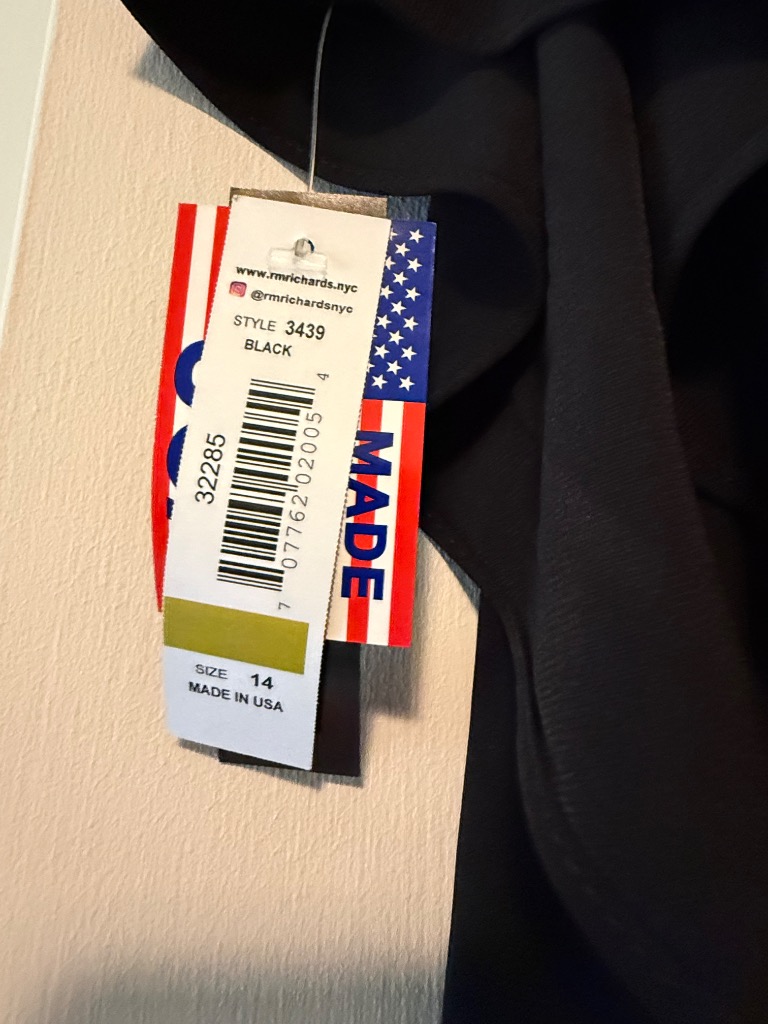 www.rmrichards.nyc
@rmrichardsnyc
STYLE 3439
BLACK
32285
7 07762 02005 4
SIZE 14
MADE IN USA
MADE